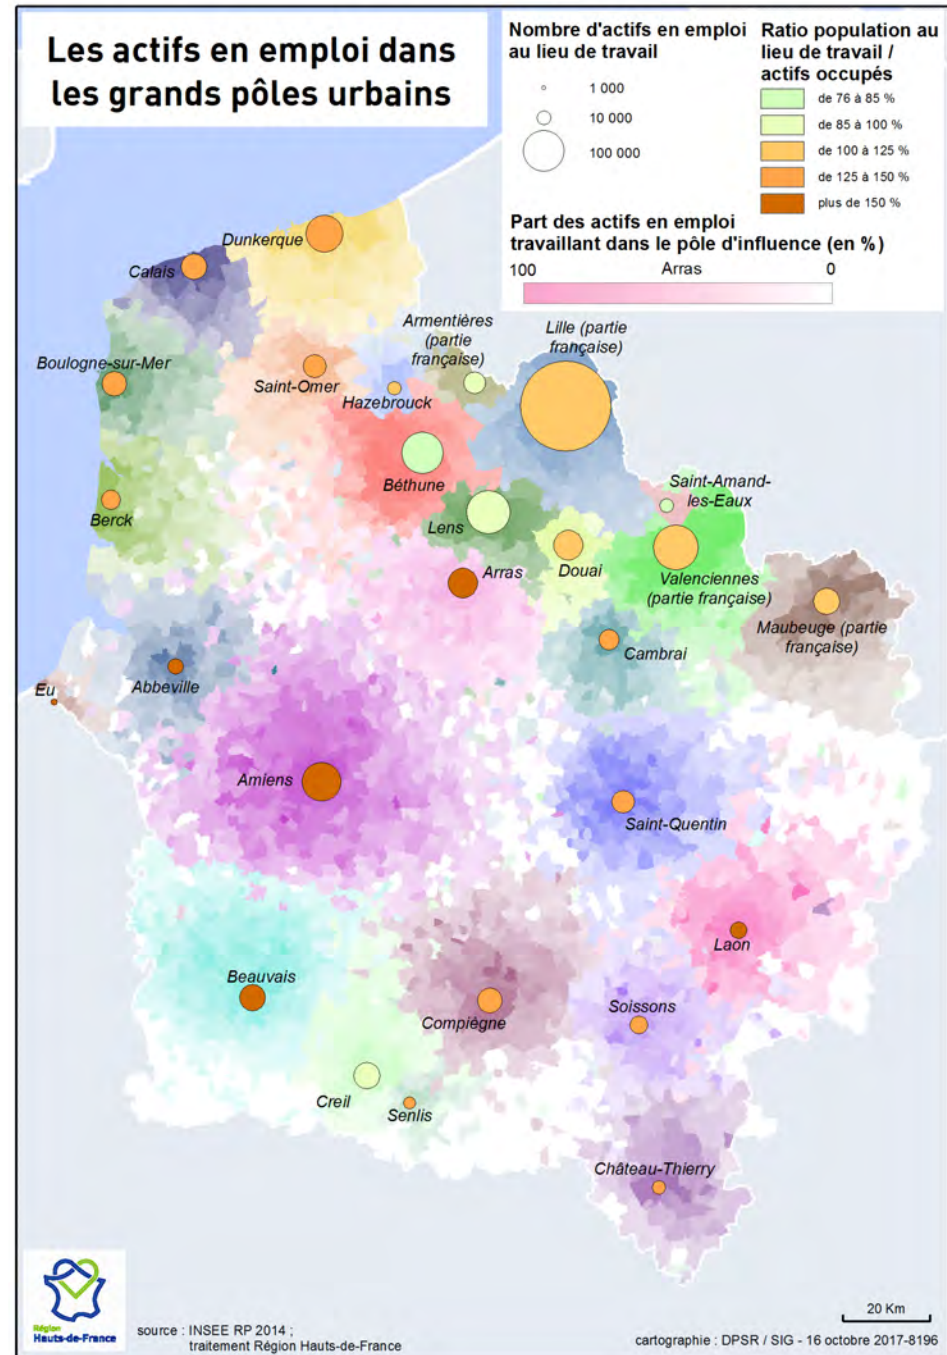 Les actifs en emploi dans
les grands pôles urbains
Nombre d'actifs en emploi
au lieu de travail
1 000
10 000
100 000
Ratio population au
lieu de travail /
actifs occupés
de 76 à 85 %
de 85 à 100 %
de 100 à 125 %
de 125 à 150 %
plus de 150 %
Part des actifs en emploi
travaillant dans le pôle d'influence (en %)
100
Arras
0
Dunkerque
Calais
Armentières
(partie
française)
Lille (partie
française)
Boulogne-sur-Mer
Saint-Omer
Hazebrouck
Béthune
Saint-Amand-
les-Eaux
Berck
Lens
Douai
Arras
Valenciennes
(partie française)
Maubeuge (partie
française)
Cambrai
Abbeville
Eu
Amiens
Saint-Quentin
Laon
Beauvais
Compiègne
Soissons
Creil
Senlis
Château-Thierry
Région
Hauts-de-France
source : INSEE RP 2014 ;
traitement Région Hauts-de-France
20 Km
cartographie : DPSR / SIG - 16 octobre 2017-8196